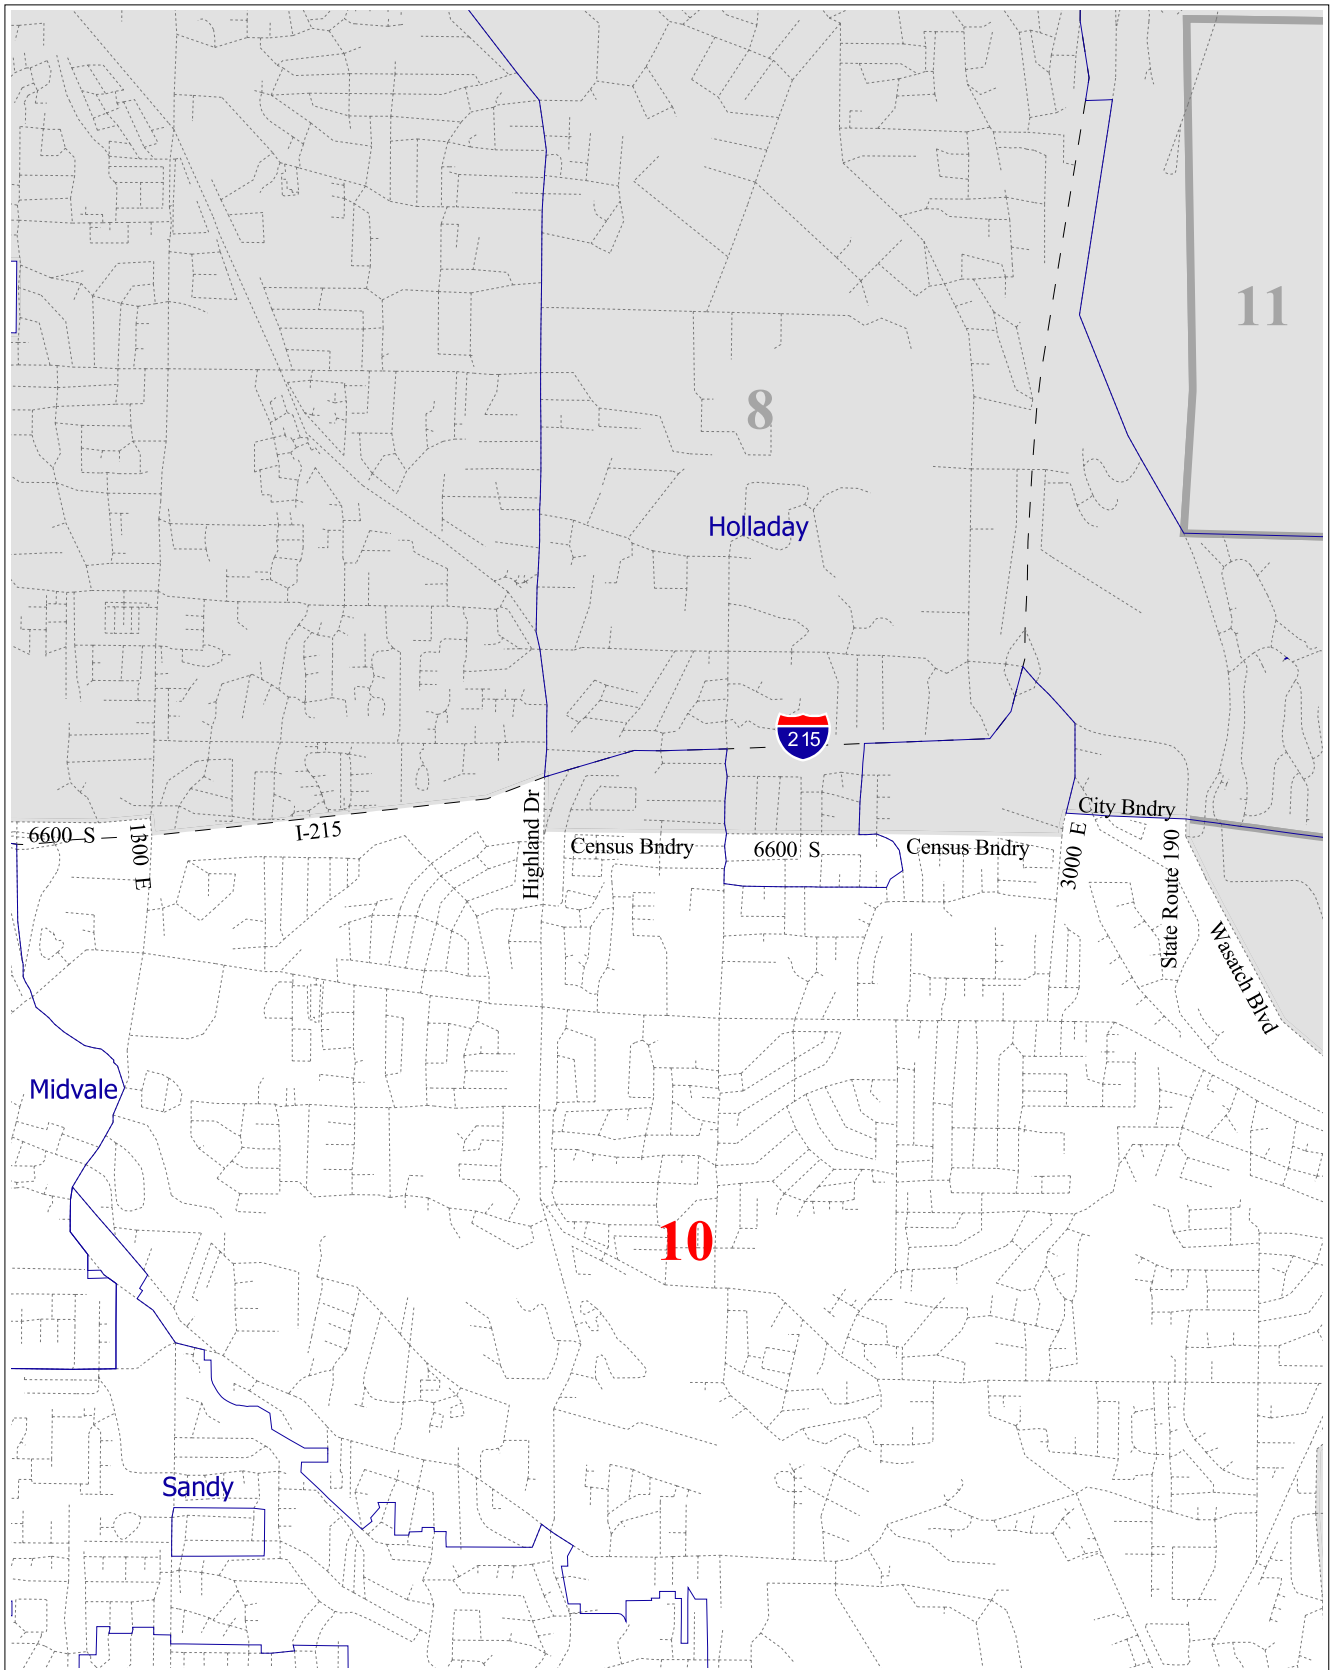 11
8
Holladay
215
City Bndry
6600 S
1300 E
I-215
Highland Dr
Census Bndry
6600 S
Census Bndry
3000 E
State Route 190
Wasatch Blvd
Midvale
10
Sandy